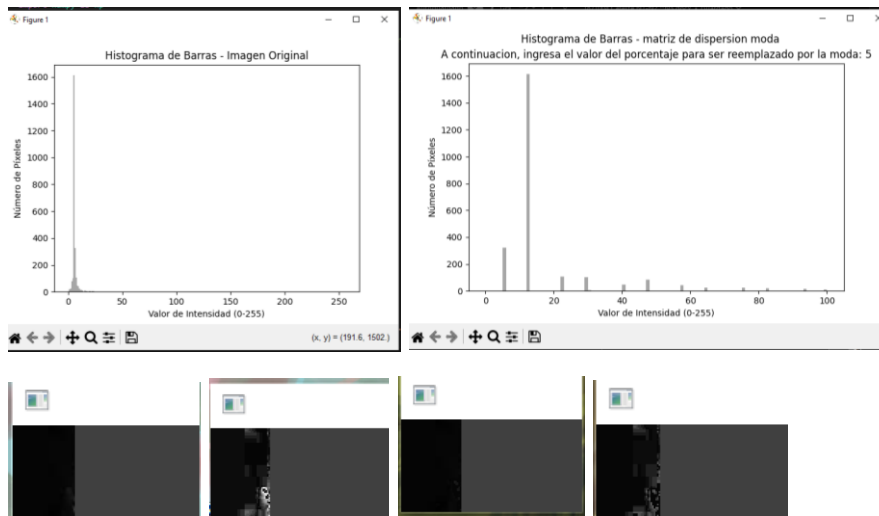 Figure 1
Histograma de Barras - Imagen Original
1600
1400
1200
1000
800
600
400
200
0
Número de Píxeles
0 50 100 150 200 250
Valor de Intensidad (0-255)
(x, y) = (191.6, 1502.)
Figure 1
Histograma de Barras - matriz de dispersion moda
A continuacion, ingresa el valor del porcentaje para ser reemplazado por la moda: 5
1600
1400
1200
1000
800
600
400
200
0
Número de Píxeles
0 20 40 60 80 100
Valor de Intensidad (0-255)